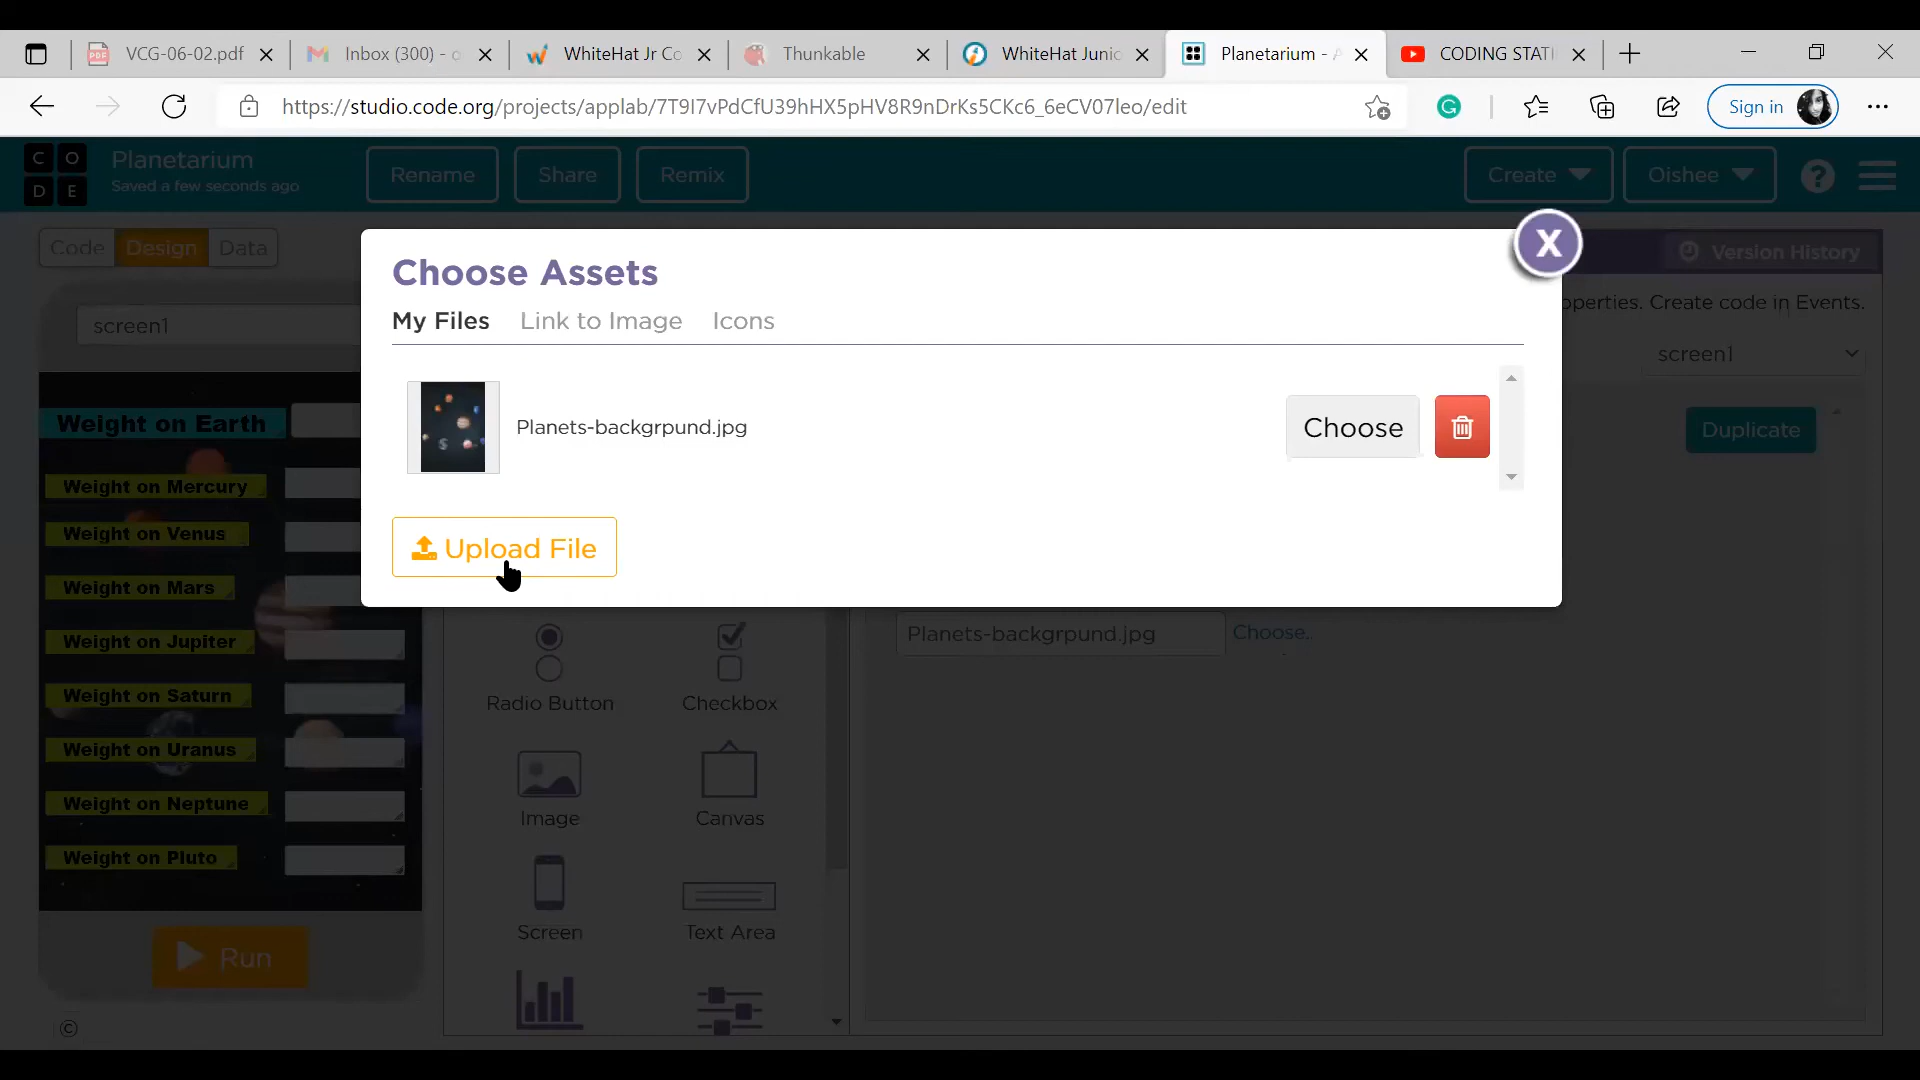 VCG-06-02.pdf
Inbox (300) - o
WhiteHat Jr Co
Thunkable
WhiteHat Junio
Planetarium - A
CODING STATI
https://studio.code.org/projects/applab/7T9I7vPdCfU39hHX5pHV8R9nDrKs5CKc6_6eCV07leo/edit
Sign in
C O
D E
Planetarium
Saved a few seconds ago
Rename
Share
Remix
Create
Oishee
?
Code
Design
Data
Version History
Choose Assets
X
My Files
Link to Image
Icons
operties. Create code in Events.
screen1
screen1
Planets-backgrpund.jpg
Choose
Duplicate
Upload File
Weight on Earth
Weight on Mercury
Weight on Venus
Weight on Mars
Weight on Jupiter
Weight on Saturn
Weight on Uranus
Weight on Neptune
Weight on Pluto
Planets-backgrpund.jpg
Choose..
Radio Button
Checkbox
Image
Canvas
Screen
Text Area
Run
©